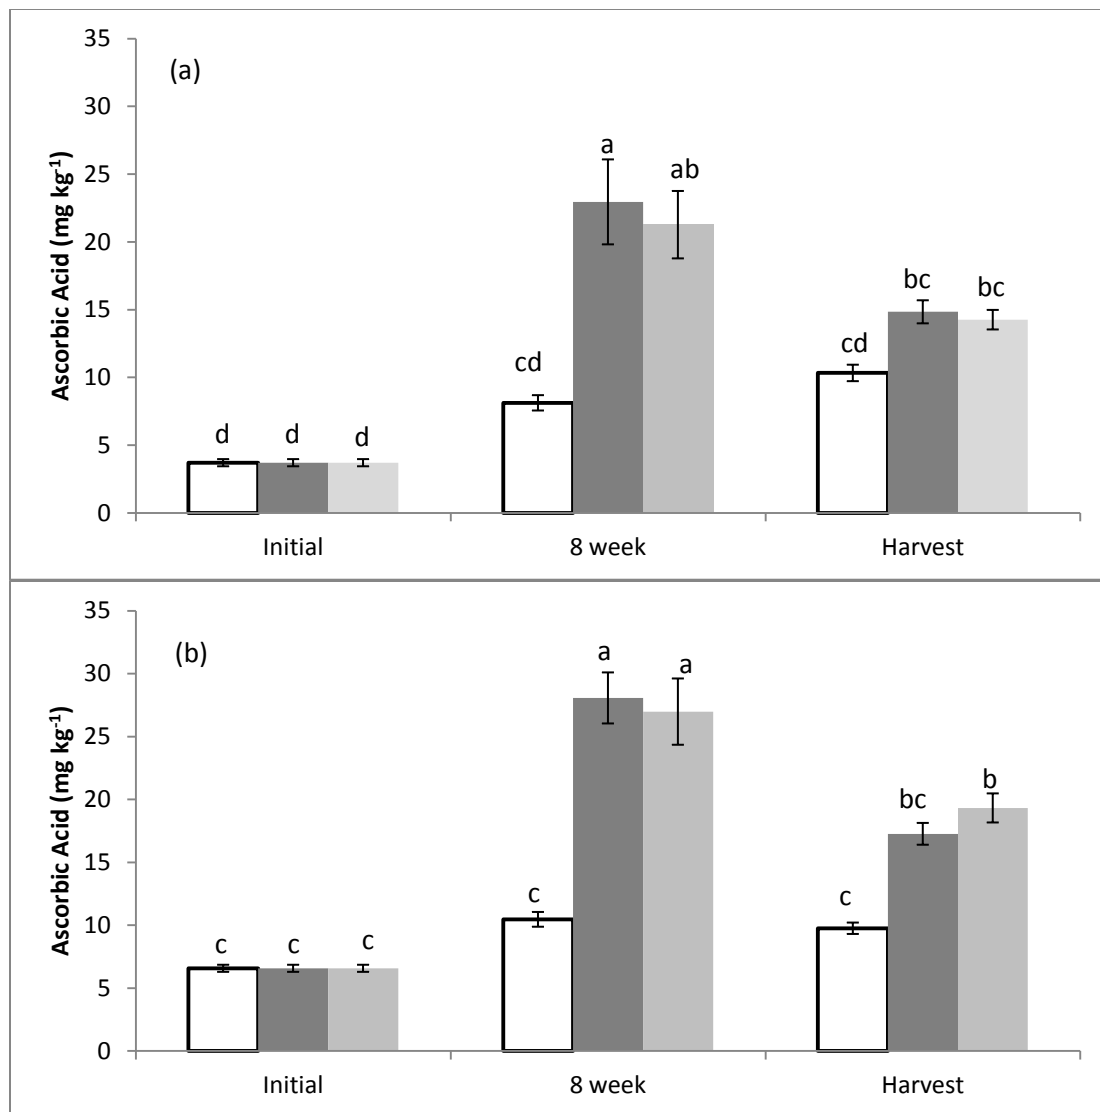 35
(a)
30
a
25
ab
20
15
bc
bc
10
cd
cd
5
d
d
d
0
Ascorbic Acid (mg kg-1)
Initial
8 week
Harvest
35
(b)
30
a
a
25
20
b
bc
15
10
c
c
5
c
c
c
0
Ascorbic Acid (mg kg-1)
Initial
8 week
Harvest